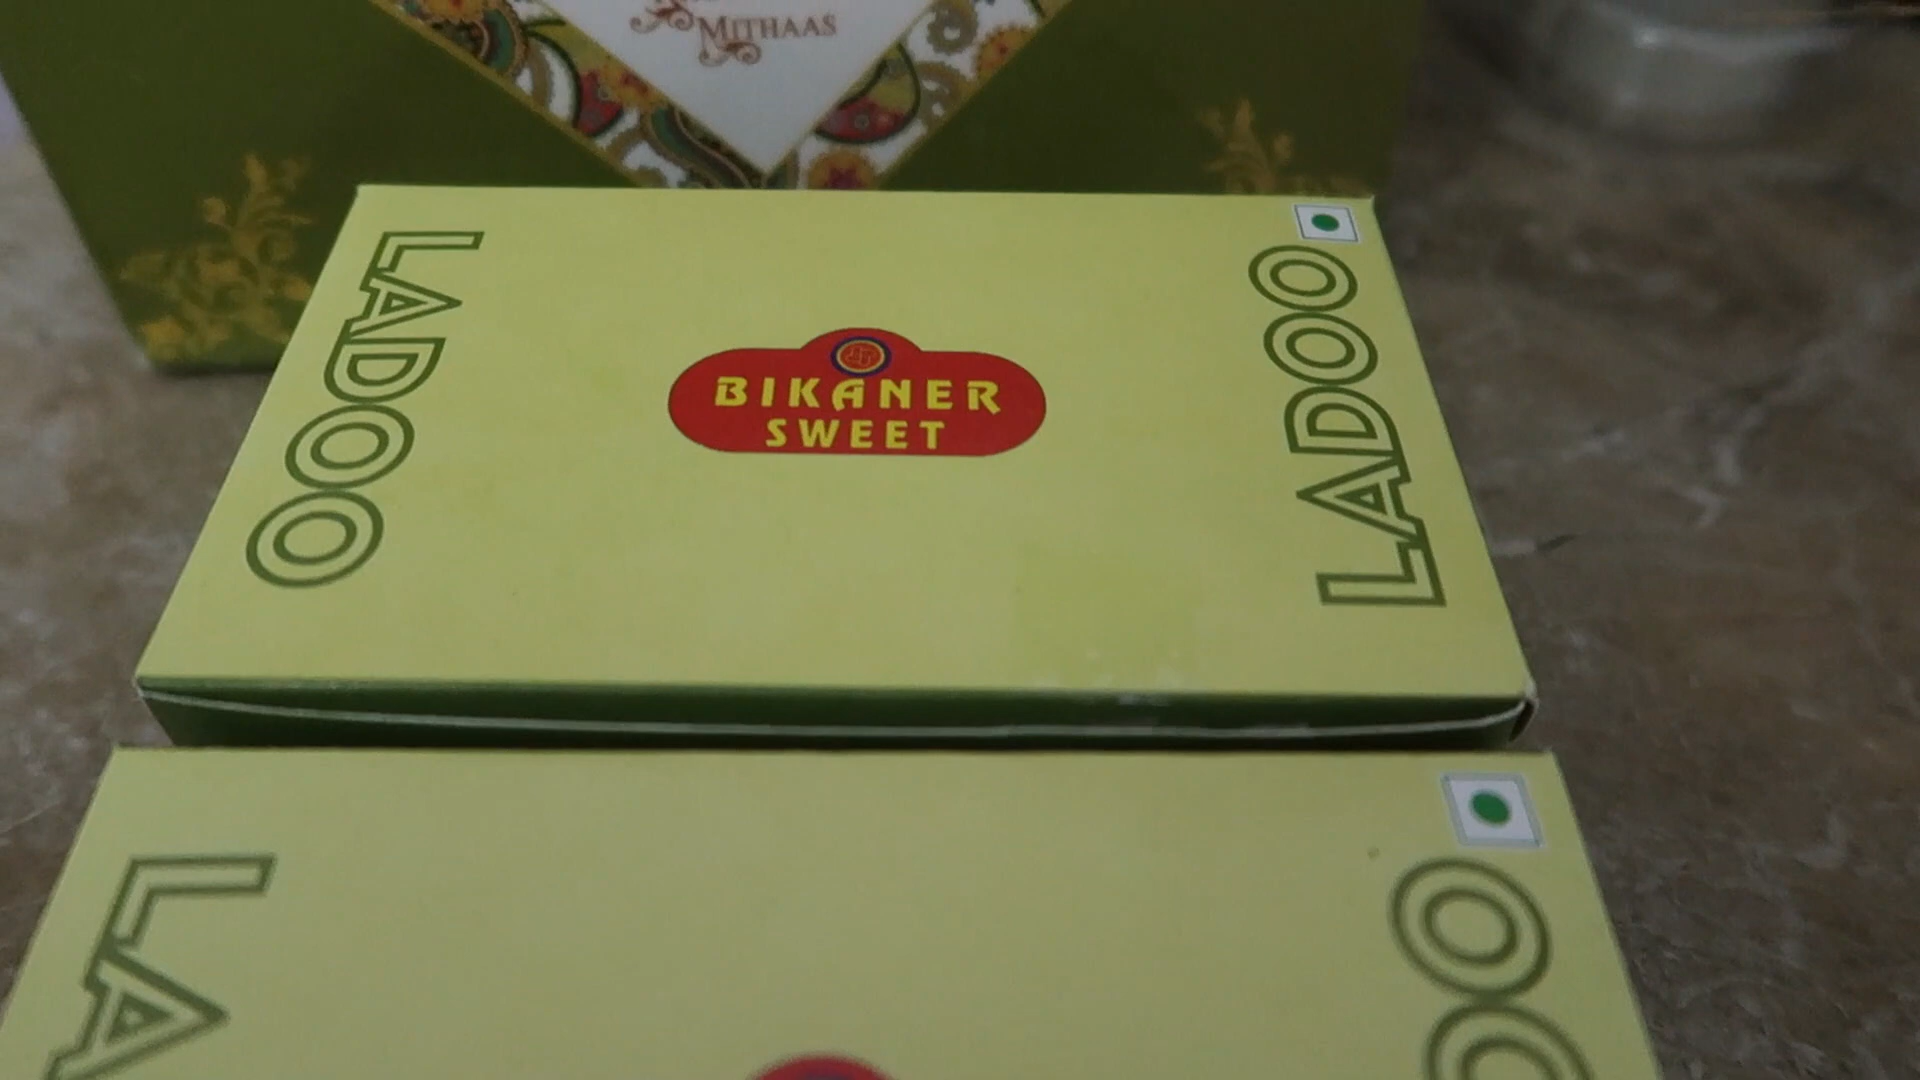 MITHAAS
LADOO
BIKANER
SWEET
LADOO
LA
OO